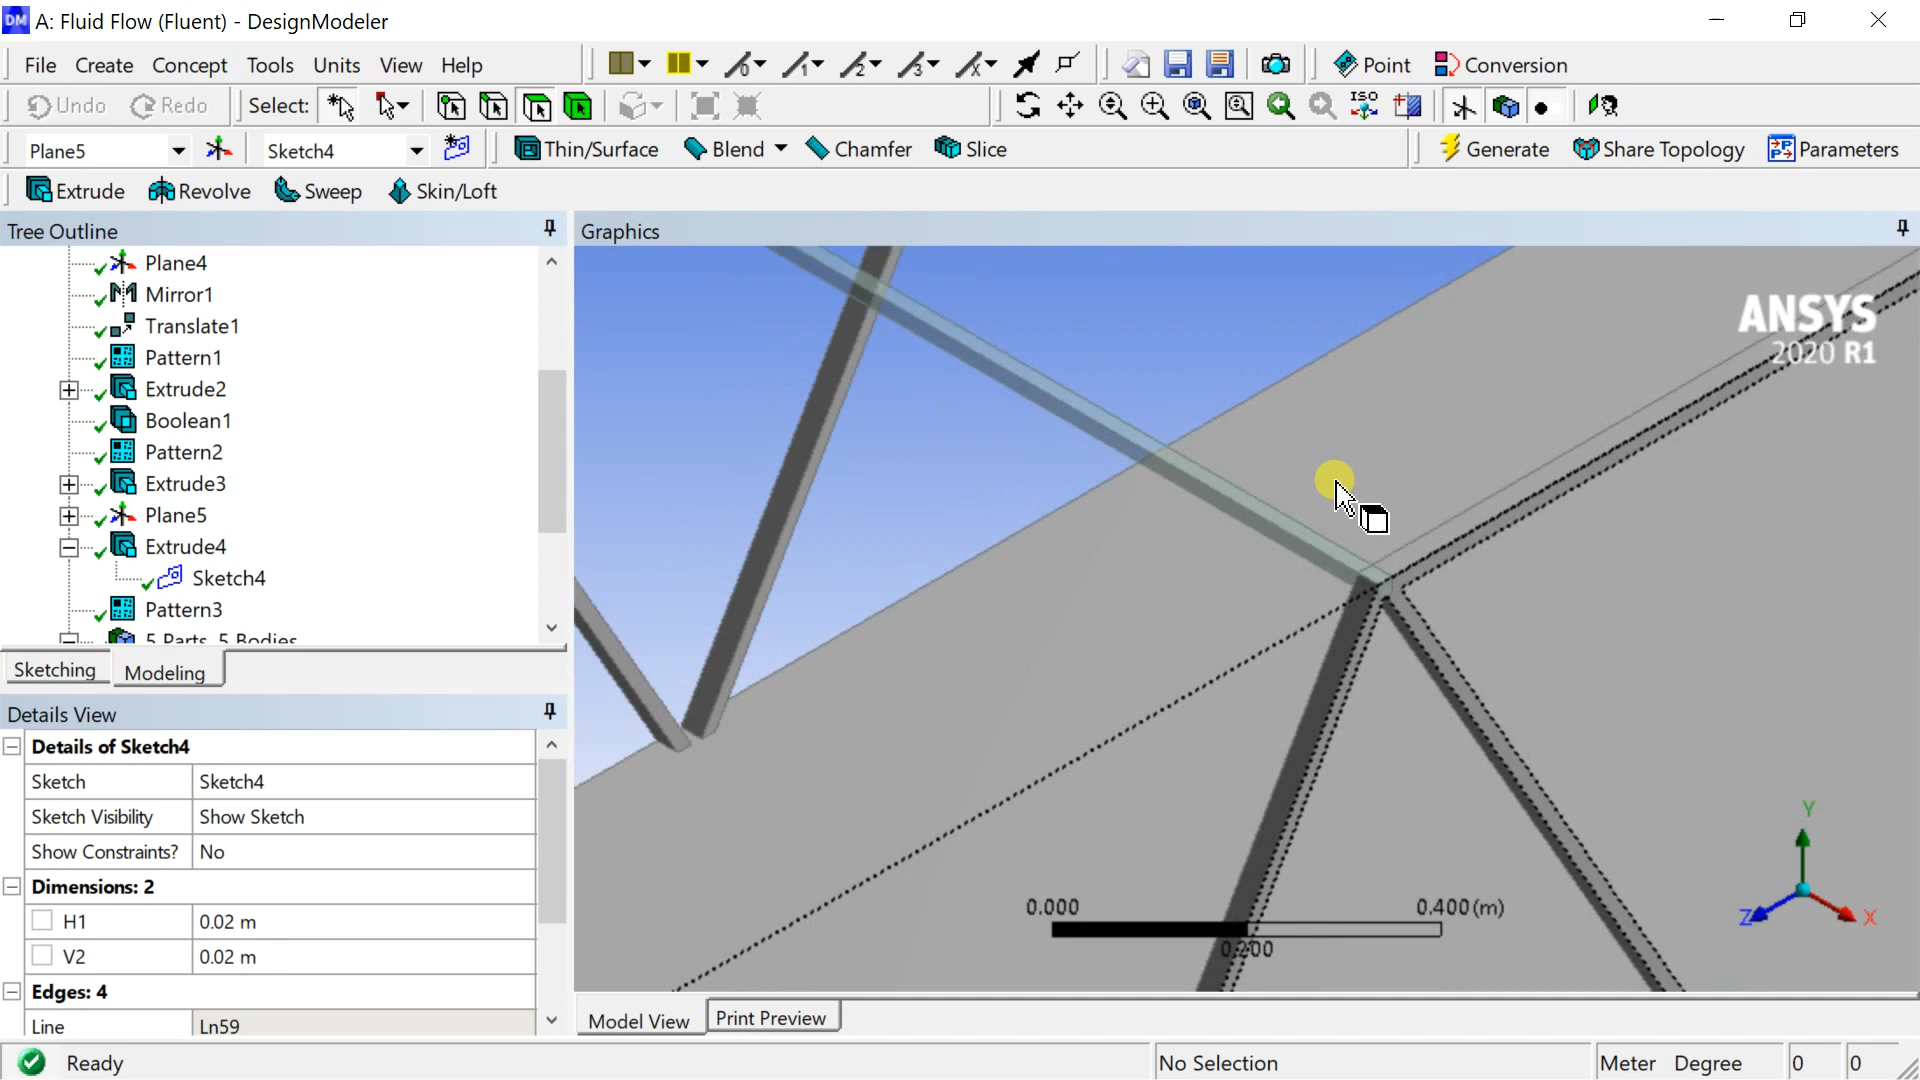 A: Fluid Flow (Fluent) - DesignModeler
File Create Concept Tools Units View Help
Point Conversion
Undo Redo Select: ISO
Plane5 Sketch4 Thin/Surface Blend Chamfer Slice Generate Share Topology Parameters
Extrude Revolve Sweep Skin/Loft
Tree Outline
Plane4
Mirror1
Translate1
Pattern1
Extrude2
Boolean1
Pattern2
Extrude3
Plane5
Extrude4
Sketch4
Pattern3
5 Parts, 5 Bodies
Sketching Modeling
Details View
Details of Sketch4
Sketch Sketch4
Sketch Visibility Show Sketch
Show Constraints? No
Dimensions: 2
H1 0.02 m
V2 0.02 m
Edges: 4
Line Ln59
Graphics
ANSYS
2020 R1
Y
Z X
0.000 0.400(m)
0.200
Model View Print Preview
Ready No Selection Meter Degree 0 0